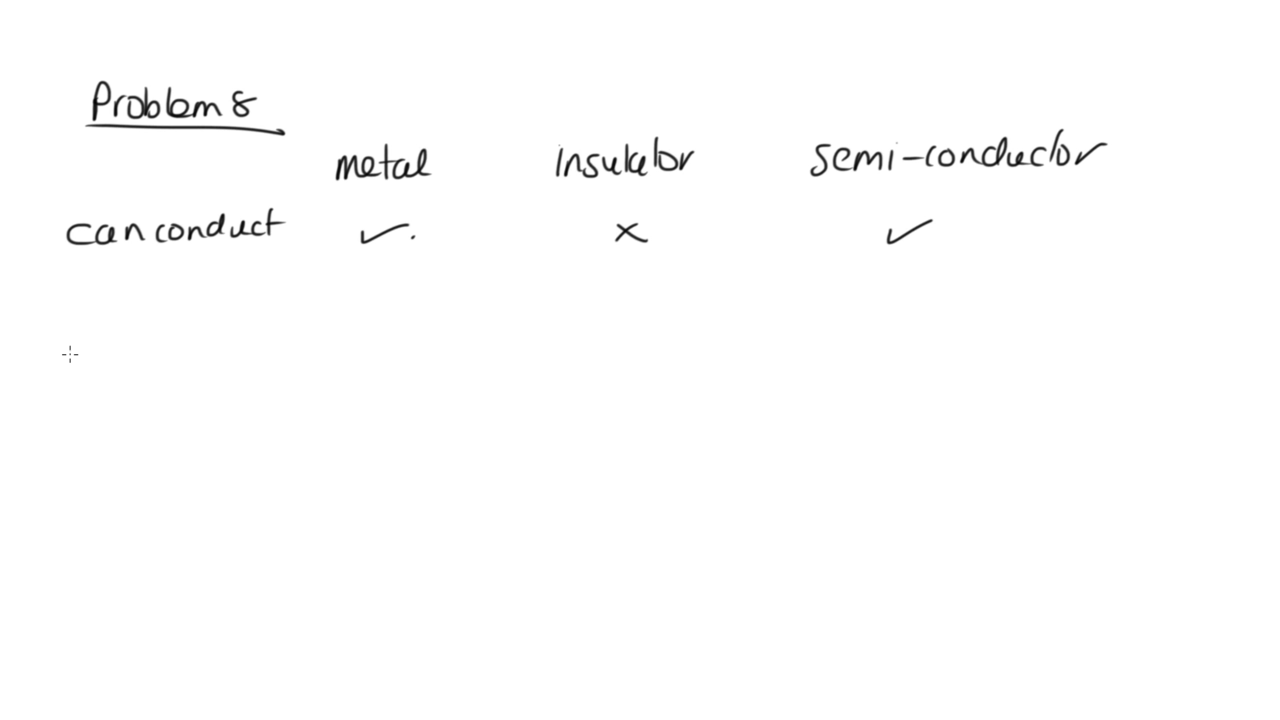 Problem 8
metal insulator semi-conductor
can conduct ✓ × ✓